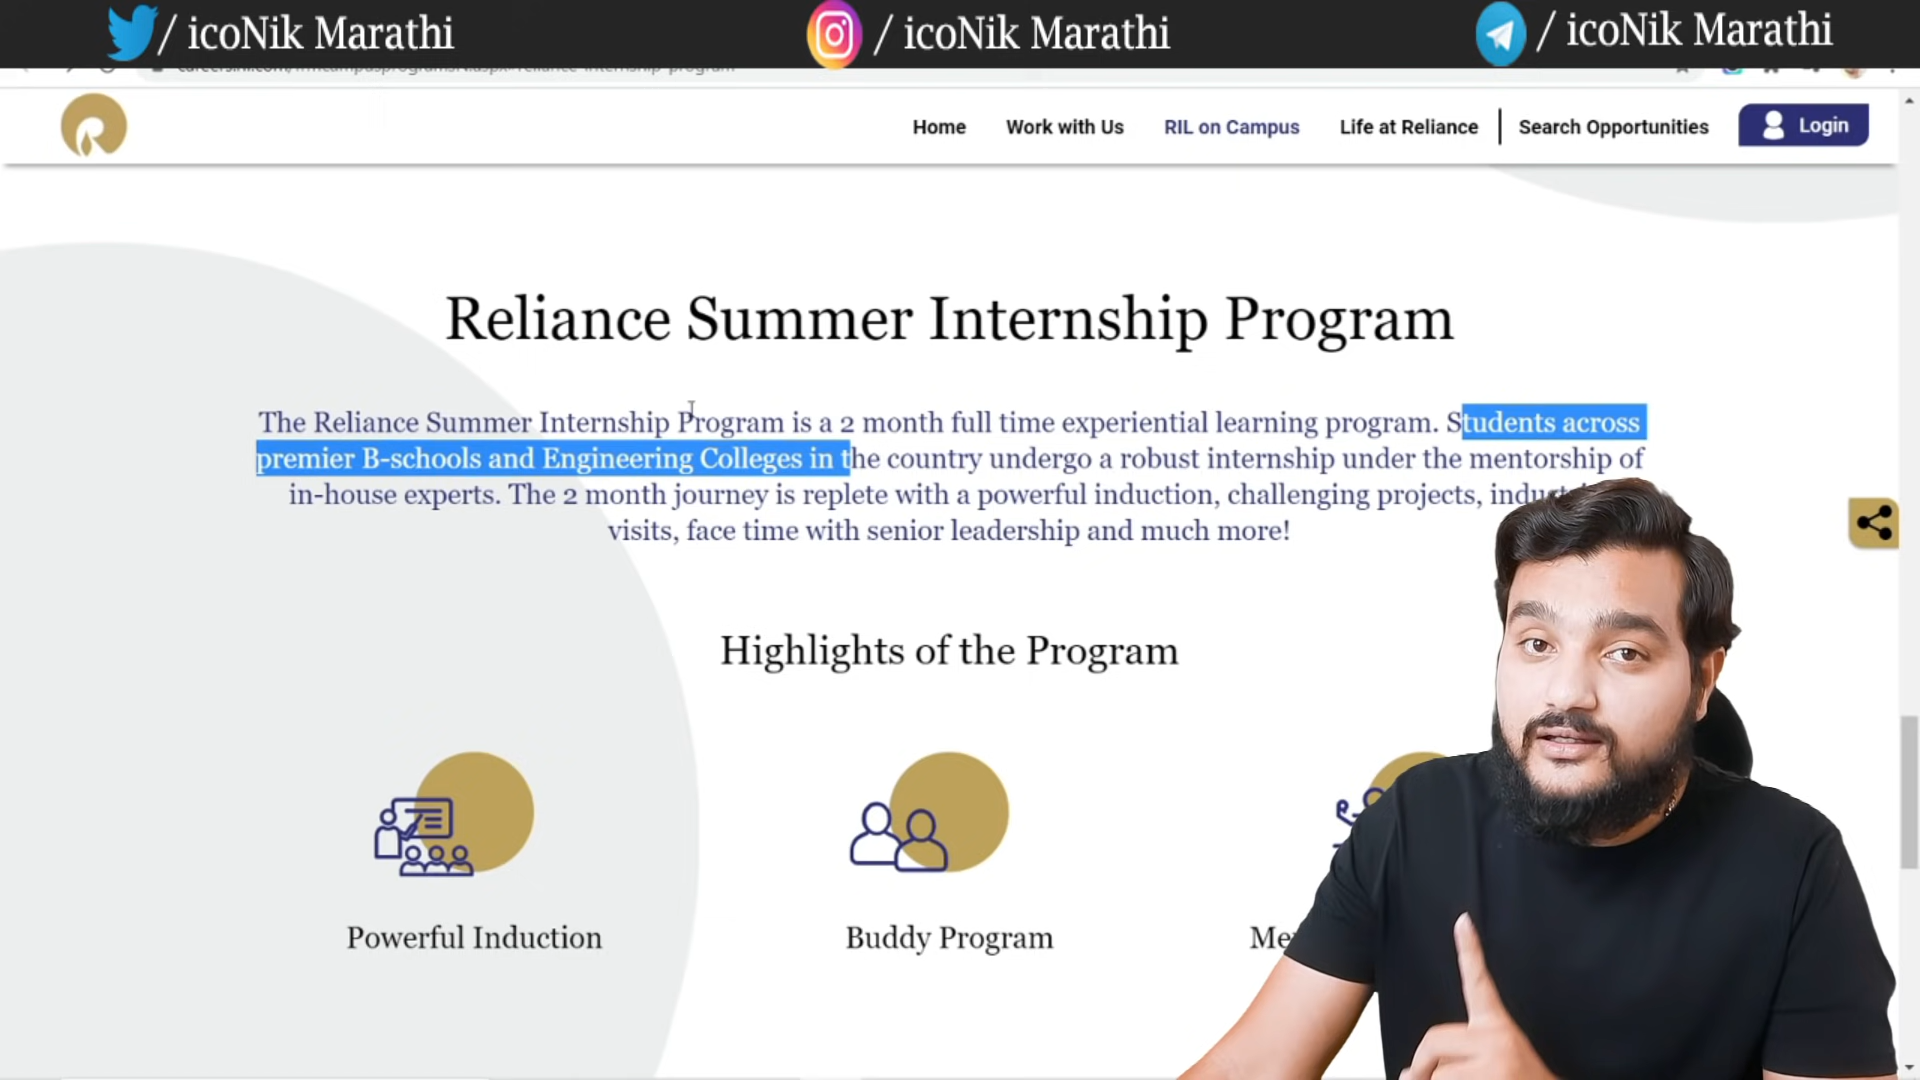 / icoNik Marathi
/ icoNik Marathi
/ icoNik Marathi
Home
Work with Us
RIL on Campus
Life at Reliance
Search Opportunities
Login
Reliance Summer Internship Program
The Reliance Summer Internship Program is a 2 month full time experiential learning program. Students across
premier B-schools and Engineering Colleges in the country undergo a robust internship under the mentorship of
in-house experts. The 2 month journey is replete with a powerful induction, challenging projects,
visits, face time with senior leadership and much more!
Highlights of the Program
Powerful Induction
Buddy Program